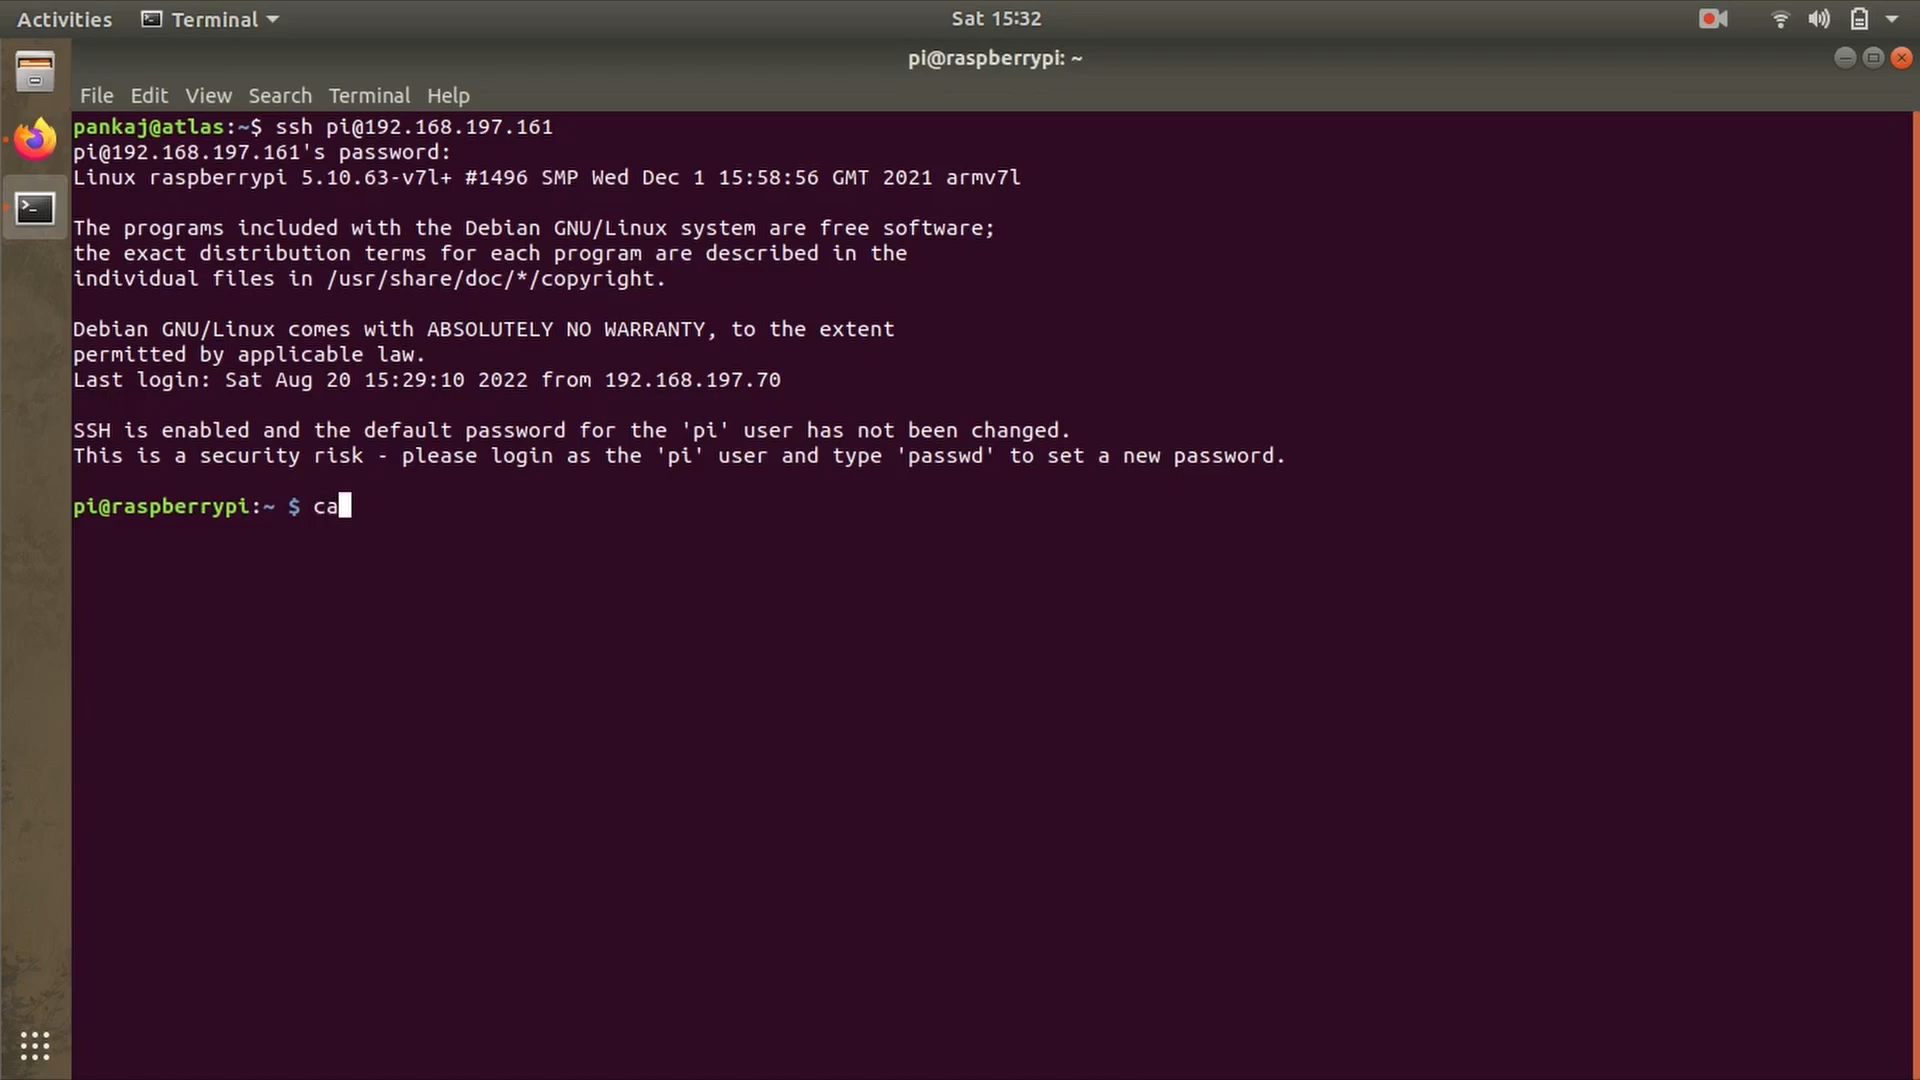 Activities
Terminal
Sat 15:32
pi@raspberrypi: ~
File Edit View Search Terminal Help
pankaj@atlas:~$ ssh pi@192.168.197.161
pi@192.168.197.161's password:
Linux raspberrypi 5.10.63-v7l+ #1496 SMP Wed Dec 1 15:58:56 GMT 2021 armv7l
The programs included with the Debian GNU/Linux system are free software;
the exact distribution terms for each program are described in the
individual files in /usr/share/doc/*/copyright.
Debian GNU/Linux comes with ABSOLUTELY NO WARRANTY, to the extent
permitted by applicable law.
Last login: Sat Aug 20 15:29:10 2022 from 192.168.197.70
SSH is enabled and the default password for the 'pi' user has not been changed.
This is a security risk - please login as the 'pi' user and type 'passwd' to set a new password.
pi@raspberrypi:~ $ ca